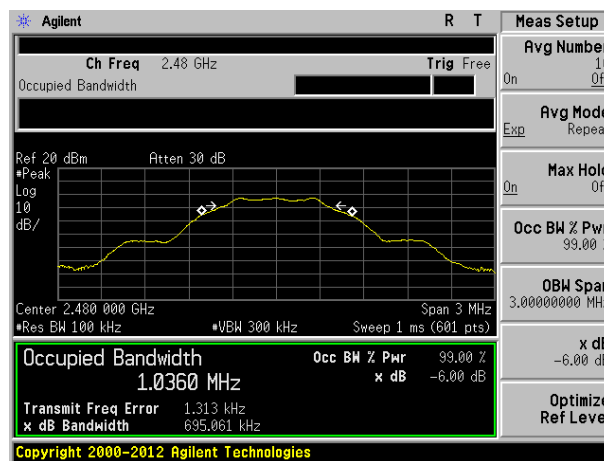 Agilent R T Meas Setup
Ch Freq 2.48 GHz Trig Free
Occupied Bandwidth
Ref 20 dBm Atten 30 dB
#Peak
Log
10
dB/
Center 2.480 000 GHz Span 3 MHz
#Res BW 100 kHz #VBW 300 kHz Sweep 1 ms (601 pts)
Occupied Bandwidth Occ BW % Pwr 99.00 %
1.0360 MHz x dB -6.00 dB
Transmit Freq Error 1.313 kHz
x dB Bandwidth 695.061 kHz
Copyright 2000-2012 Agilent Technologies
Avg Number
On
Avg Mode
Exp Repea
Max Hold
On Of
Occ BW % Pwr
99.00
OBW Span
3.00000000 MH
x dB
-6.00 dB
Optimize
Ref Leve